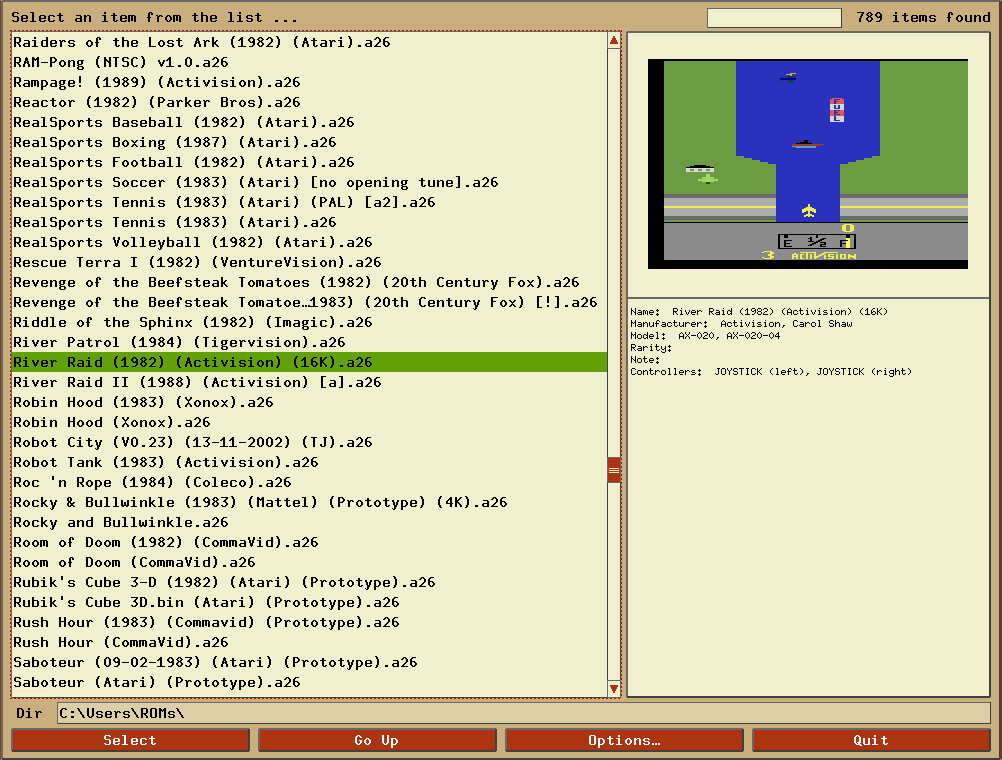 Select an item from the list ... 789 items found
Raiders of the Lost Ark (1982) (Atari).a26
RAM-Pong (NTSC) v1.0.a26
Rampage! (1989) (Activision).a26
Reactor (1982) (Parker Bros).a26
RealSports Baseball (1982) (Atari).a26
RealSports Boxing (1987) (Atari).a26
RealSports Football (1982) (Atari).a26
RealSports Soccer (1983) (Atari) [no opening tune].a26
RealSports Tennis (1983) (Atari) (PAL) [a2].a26
RealSports Tennis (1983) (Atari).a26
RealSports Volleyball (1982) (Atari).a26
Rescue Terra I (1982) (VentureVision).a26
Revenge of the Beefsteak Tomatoes (1982) (20th Century Fox).a26
Revenge of the Beefsteak Tomatoe…1983) (20th Century Fox) [!].a26
Riddle of the Sphinx (1982) (Imagic).a26
River Patrol (1984) (Tigervision).a26
River Raid (1982) (Activision) (16K).a26
River Raid II (1988) (Activision) [a].a26
Robin Hood (1983) (Xonox).a26
Robin Hood (Xonox).a26
Robot City (V0.23) (13-11-2002) (TJ).a26
Robot Tank (1983) (Activision).a26
Roc 'n Rope (1984) (Coleco).a26
Rocky & Bullwinkle (1983) (Mattel) (Prototype) (4K).a26
Rocky and Bullwinkle.a26
Room of Doom (1982) (CommaVid).a26
Room of Doom (CommaVid).a26
Rubik's Cube 3-D (1982) (Atari) (Prototype).a26
Rubik's Cube 3D.bin (Atari) (Prototype).a26
Rush Hour (1983) (Commavid) (Prototype).a26
Rush Hour (CommaVid).a26
Saboteur (09-02-1983) (Atari) (Prototype).a26
Saboteur (Atari) (Prototype).a26
FUEL
0
E 1/2 F
3 ACTIVISION
Name: River Raid (1982) (Activision) (16K)
Manufacturer: Activision, Carol Shaw
Model: AX-020, AX-020-04
Rarity:
Note:
Controllers: JOYSTICK (left), JOYSTICK (right)
Dir C:\Users\ROMs\
Select Go Up Options… Quit